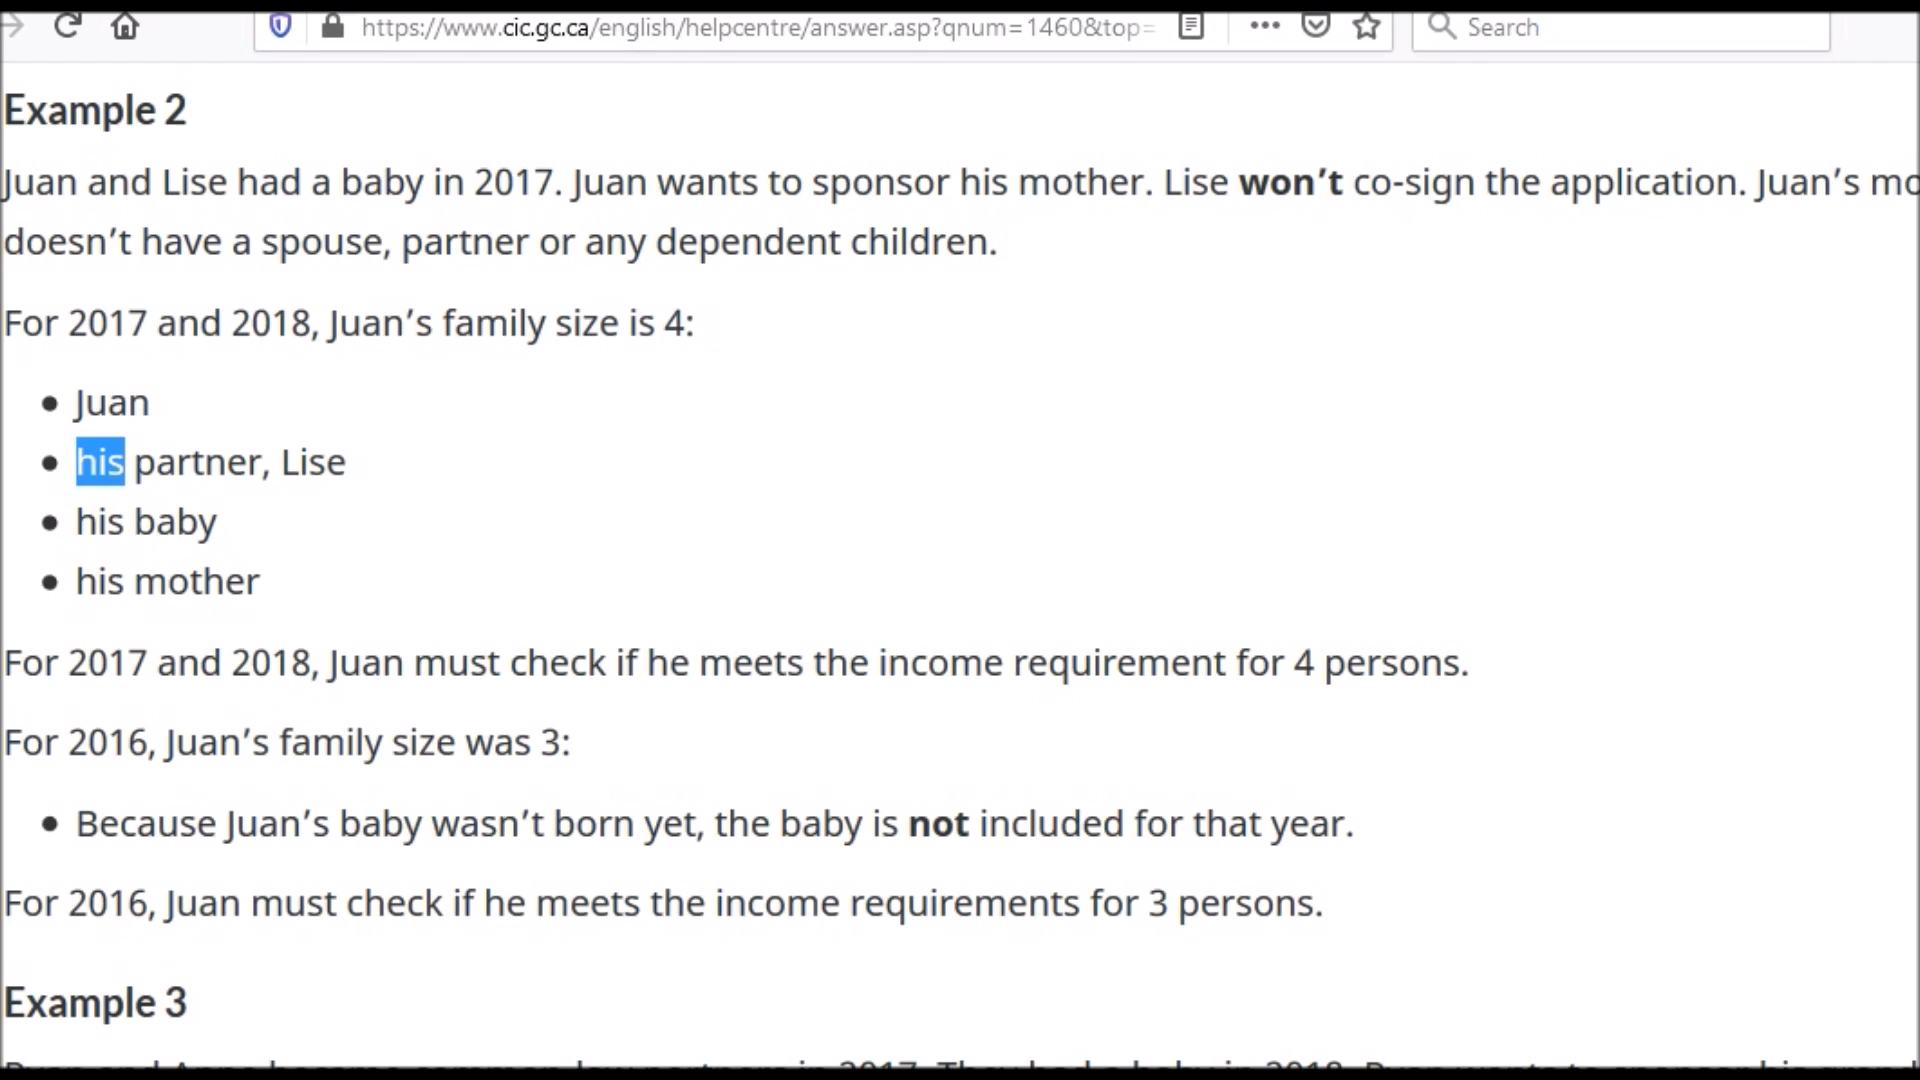 https://www.cic.gc.ca/english/helpcentre/answer.asp?qnum=1460&top=
Search
Example 2
Juan and Lise had a baby in 2017. Juan wants to sponsor his mother. Lise won’t co-sign the application. Juan’s mo
doesn’t have a spouse, partner or any dependent children.
For 2017 and 2018, Juan’s family size is 4:
• Juan
• his partner, Lise
• his baby
• his mother
For 2017 and 2018, Juan must check if he meets the income requirement for 4 persons.
For 2016, Juan’s family size was 3:
• Because Juan’s baby wasn’t born yet, the baby is not included for that year.
For 2016, Juan must check if he meets the income requirements for 3 persons.
Example 3